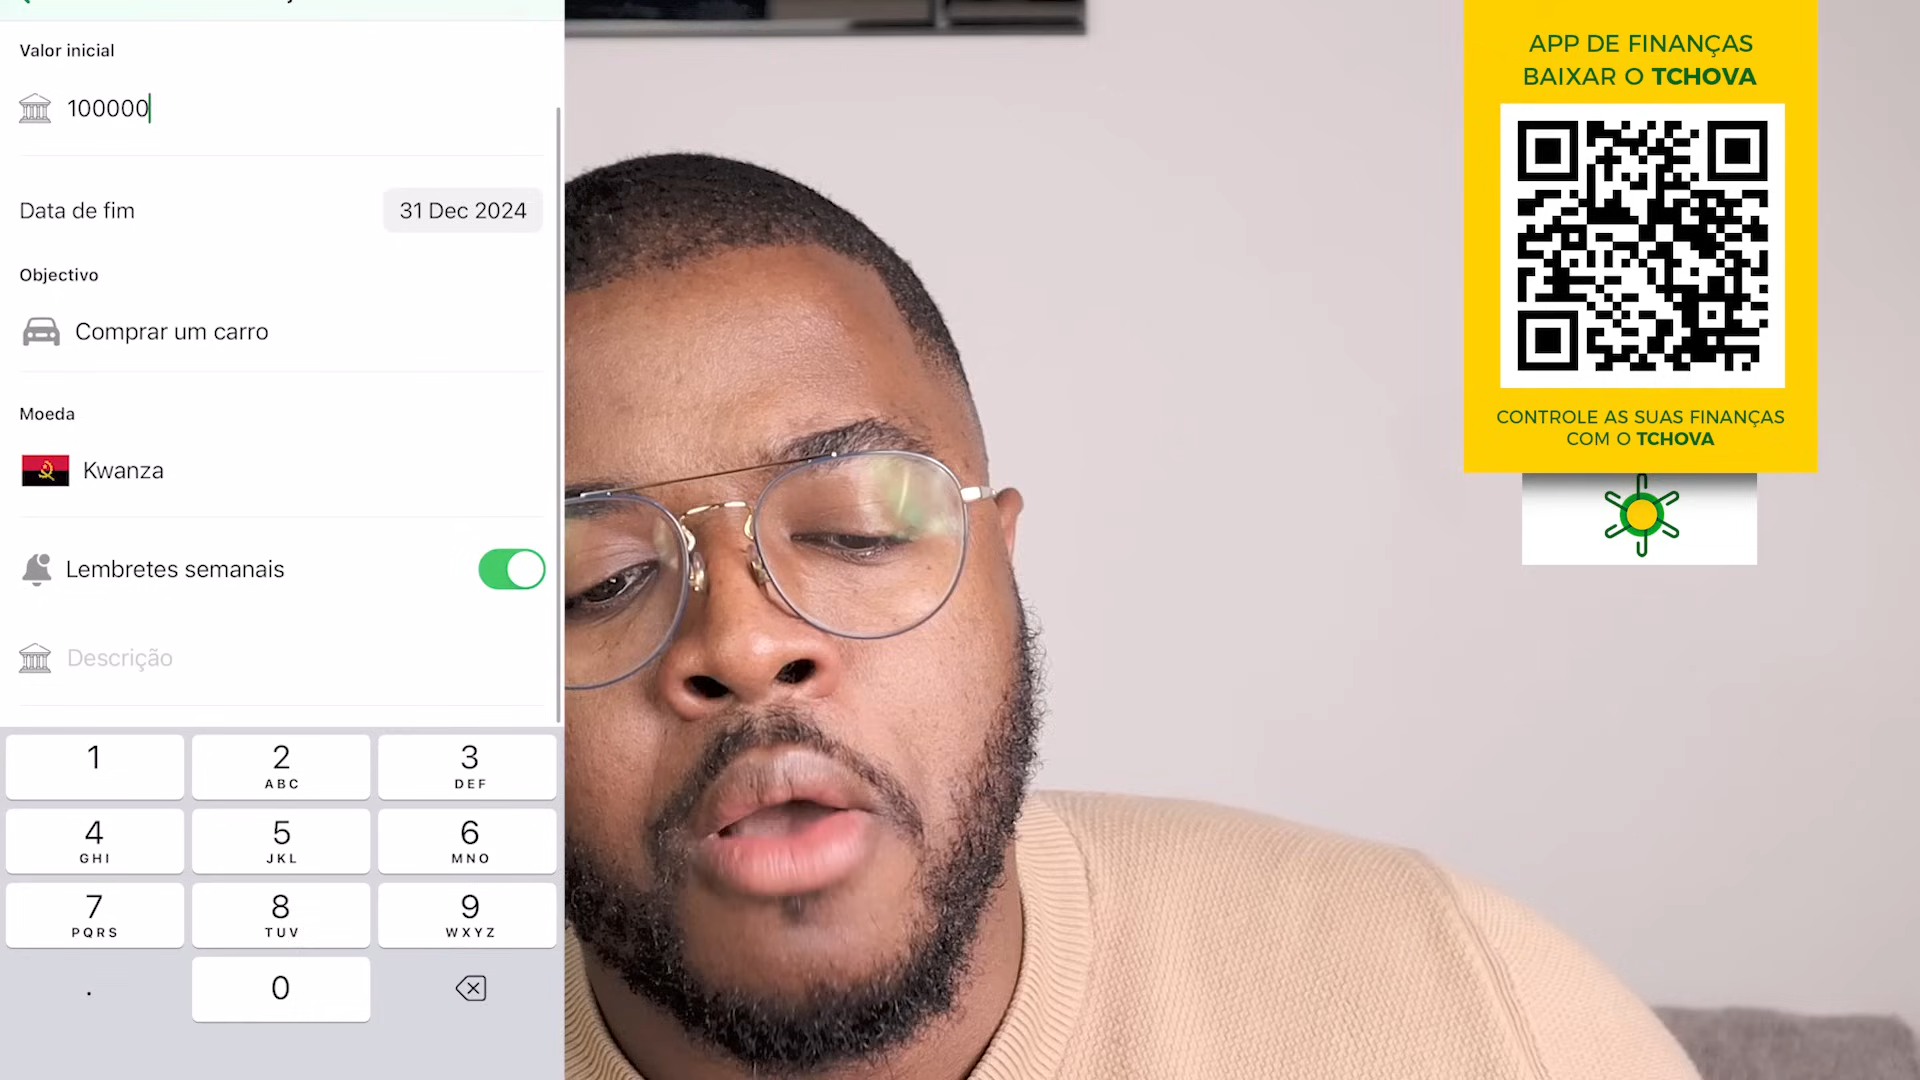 Valor inicial
100000
Data de fim
31 Dec 2024
Objectivo
Comprar um carro
Moeda
Kwanza
Lembretes semanais
Descrição
1
2
ABC
3
DEF
4
GHI
5
JKL
6
MNO
7
PQRS
8
TUV
9
WXYZ
.
0
APP DE FINANÇAS
BAIXAR O TCHOVA
CONTROLE AS SUAS FINANÇAS
COM O TCHOVA